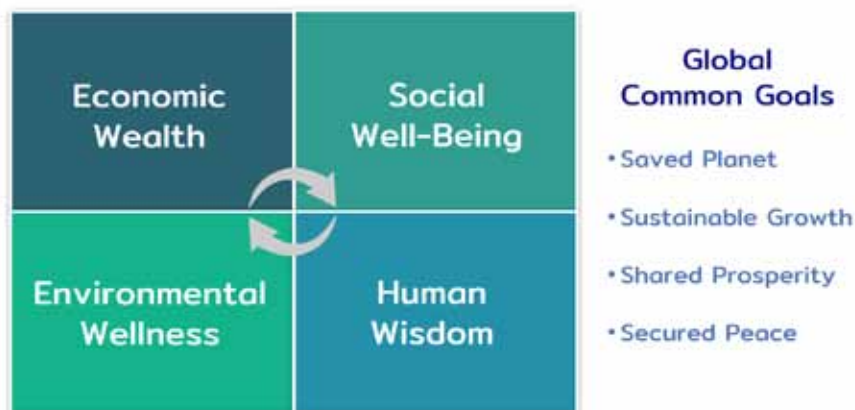 Economic
Wealth
Social
Well-Being
Environmental
Wellness
Human
Wisdom
Global
Common Goals
• Saved Planet
• Sustainable Growth
• Shared Prosperity
• Secured Peace